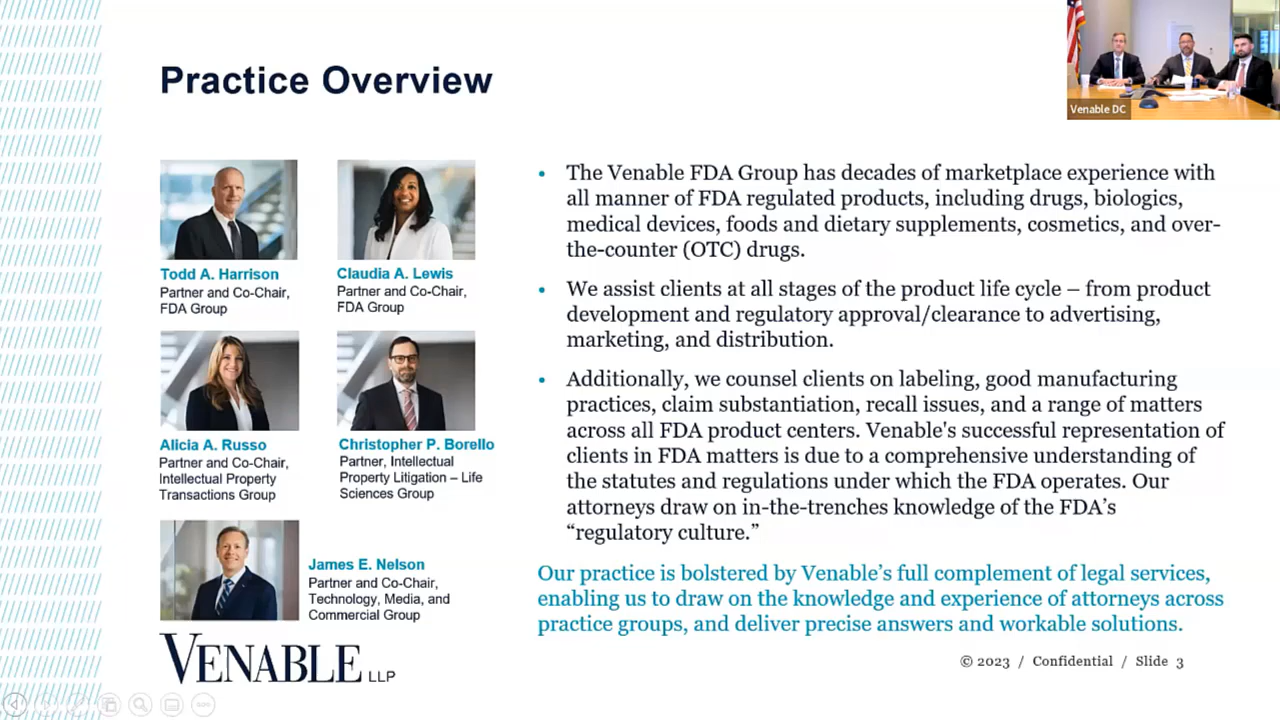 Practice Overview
Venable DC
Todd A. Harrison
Partner and Co-Chair,
FDA Group
Claudia A. Lewis
Partner and Co-Chair,
FDA Group
Alicia A. Russo
Partner and Co-Chair,
Intellectual Property
Transactions Group
Christopher P. Borello
Partner, Intellectual
Property Litigation – Life
Sciences Group
James E. Nelson
Partner and Co-Chair,
Technology, Media, and
Commercial Group
VENABLE LLP
• The Venable FDA Group has decades of marketplace experience with
all manner of FDA regulated products, including drugs, biologics,
medical devices, foods and dietary supplements, cosmetics, and over-
the-counter (OTC) drugs.
• We assist clients at all stages of the product life cycle – from product
development and regulatory approval/clearance to advertising,
marketing, and distribution.
• Additionally, we counsel clients on labeling, good manufacturing
practices, claim substantiation, recall issues, and a range of matters
across all FDA product centers. Venable's successful representation of
clients in FDA matters is due to a comprehensive understanding of
the statutes and regulations under which the FDA operates. Our
attorneys draw on in-the-trenches knowledge of the FDA’s
“regulatory culture.”
Our practice is bolstered by Venable’s full complement of legal services,
enabling us to draw on the knowledge and experience of attorneys across
practice groups, and deliver precise answers and workable solutions.
© 2023 / Confidential / Slide 3